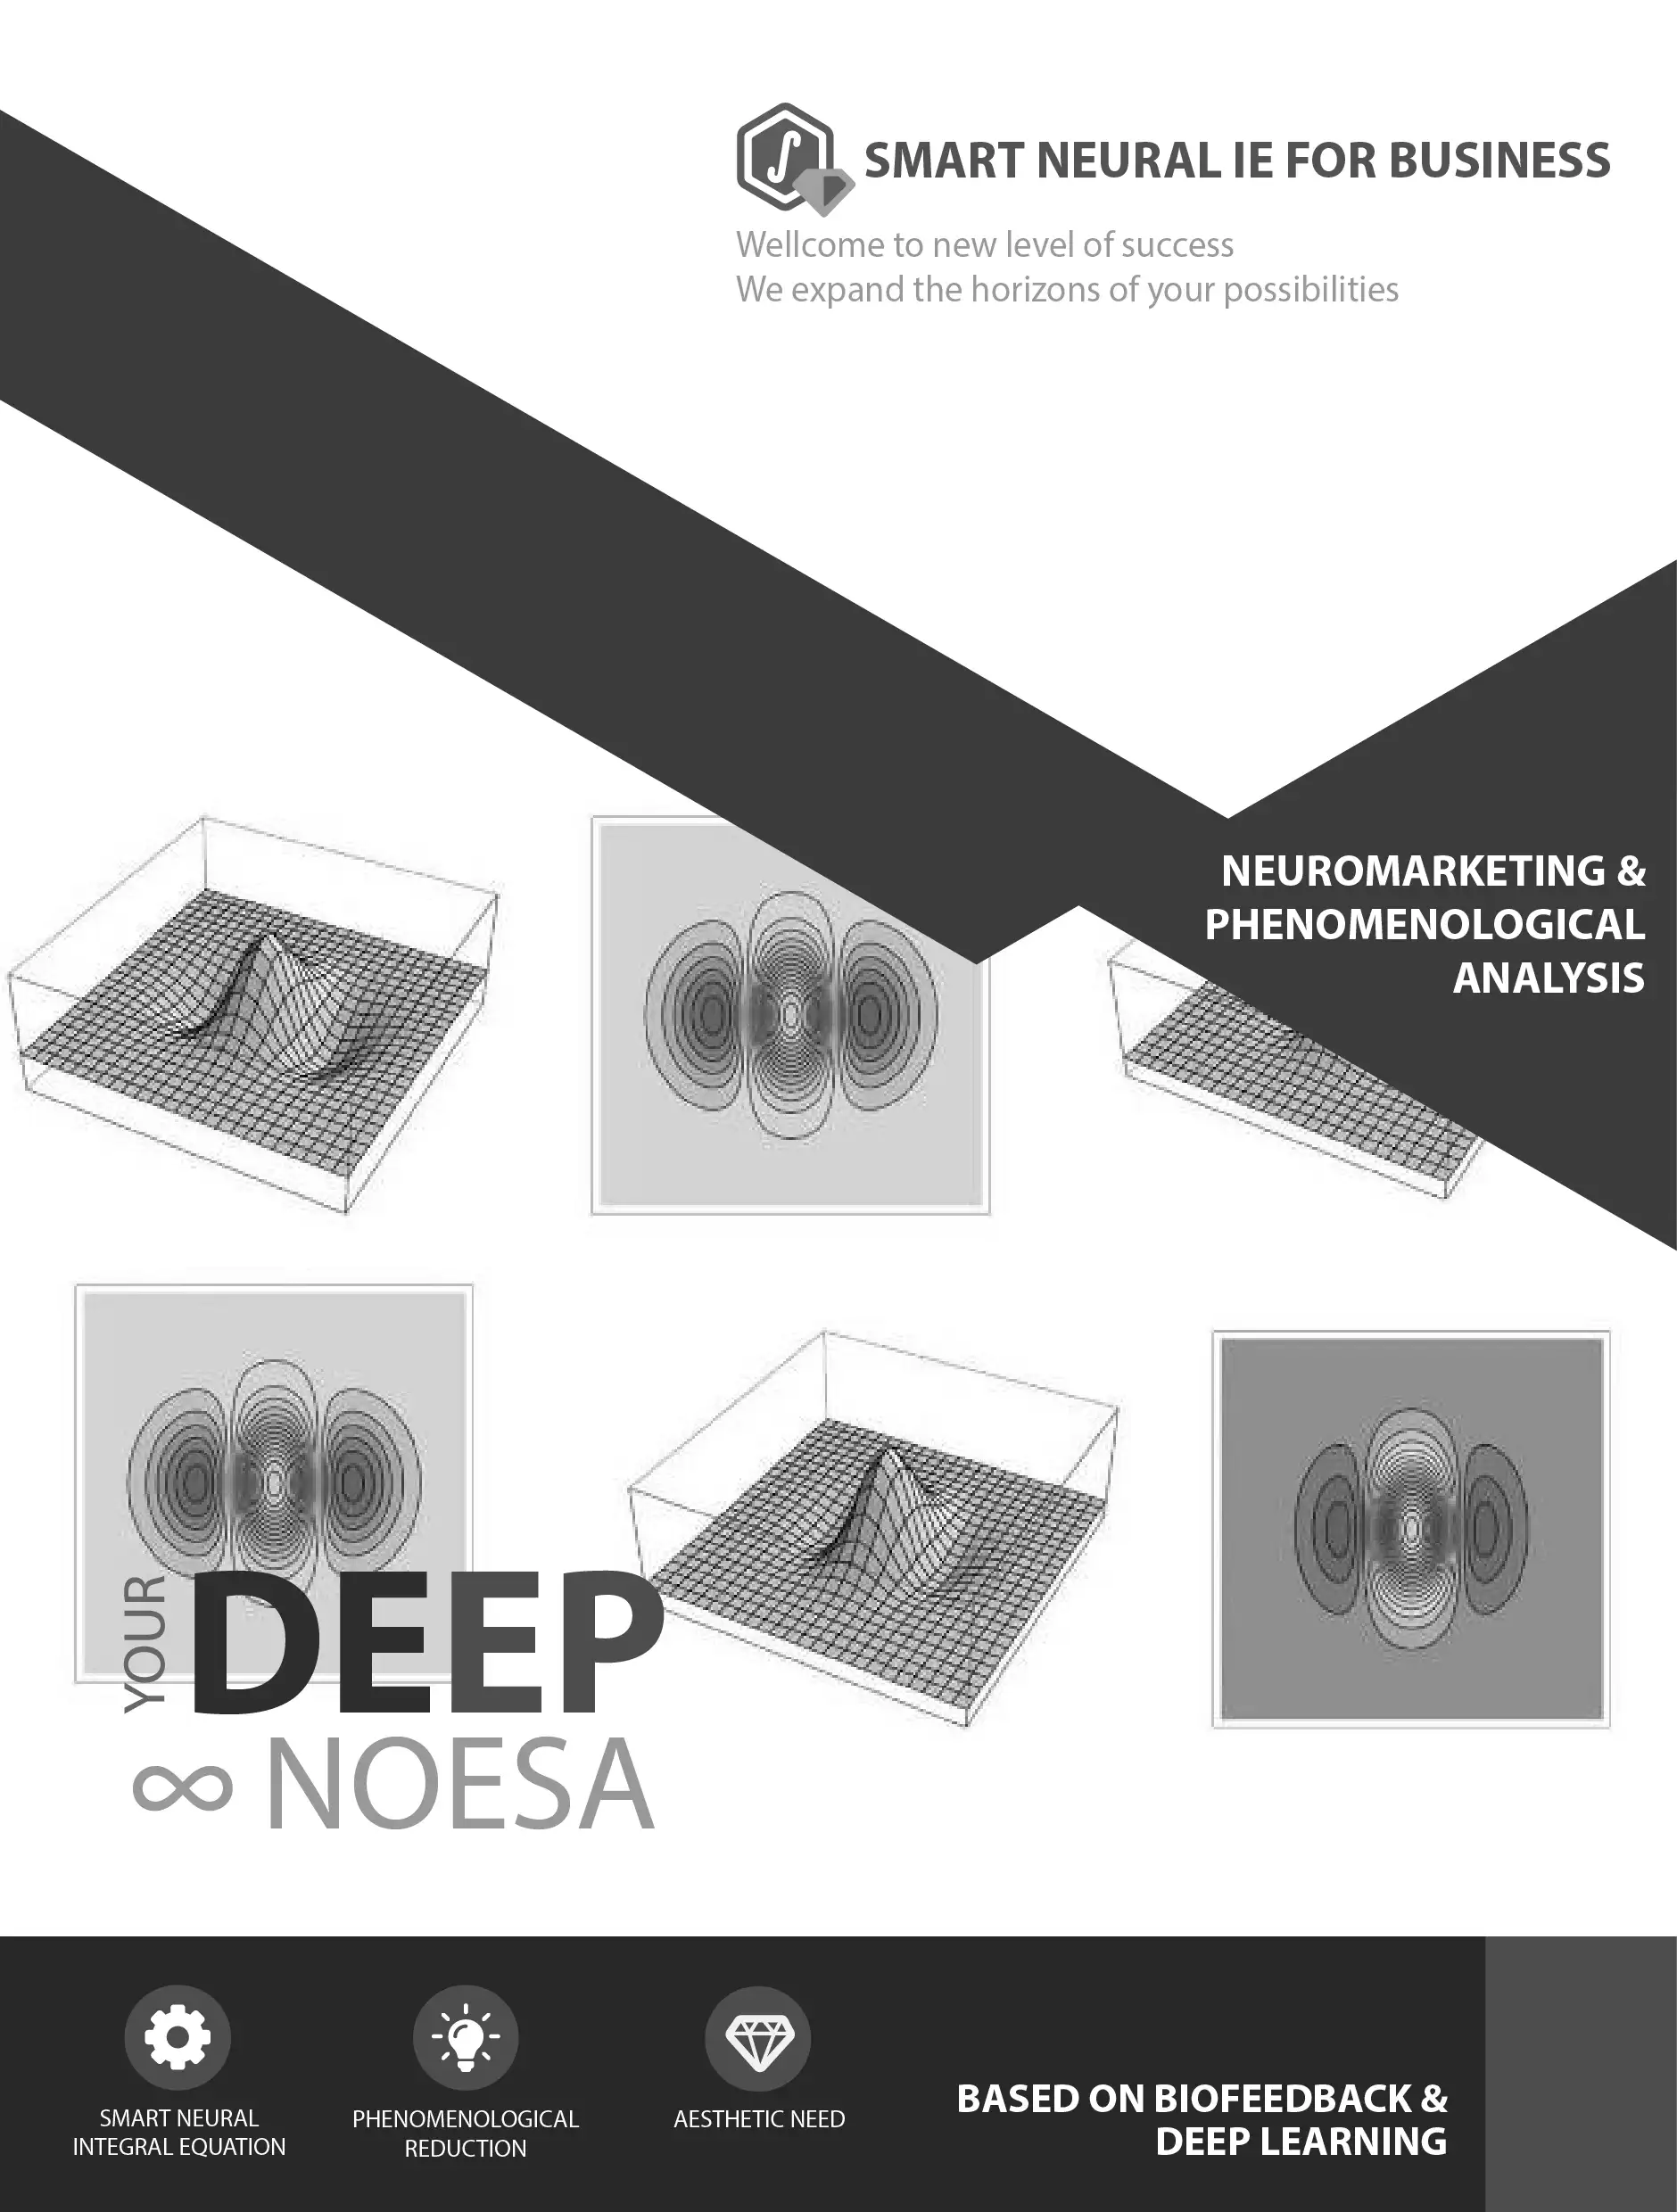 SMART NEURAL IE FOR BUSINESS
Wellcome to new level of success
We expand the horizons of your possibilities
NEUROMARKETING &
PHENOMENOLOGICAL
ANALYSIS
YOUR
DEEP
∞ NOESA
SMART NEURAL
INTEGRAL EQUATION
PHENOMENOLOGICAL
REDUCTION
AESTHETIC NEED
BASED ON BIOFEEDBACK &
DEEP LEARNING